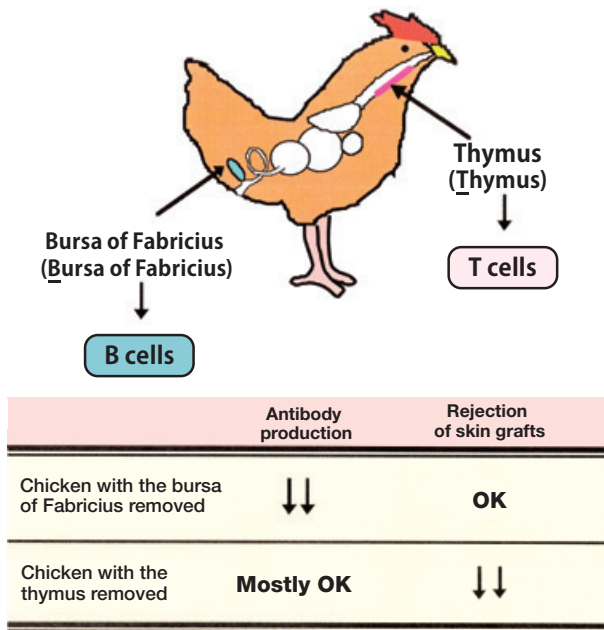 Thymus
(Thymus)
T cells
Bursa of Fabricius
(Bursa of Fabricius)
B cells
Antibody
production
Rejection
of skin grafts
Chicken with the bursa
of Fabricius removed
↓↓
OK
Chicken with the
thymus removed
Mostly OK
↓↓